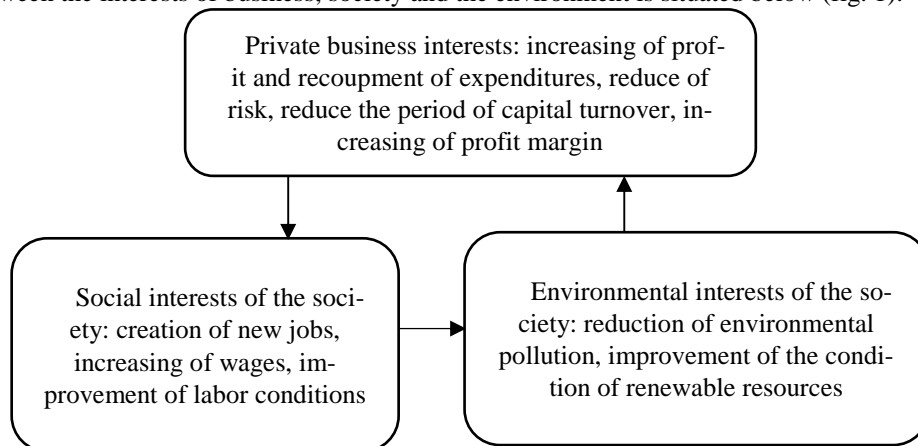 ween the interests of business, society and the environment is situated below (fig. 1).
Private business interests: increasing of prof-
it and recoupment of expenditures, reduce of
risk, reduce the period of capital turnover, in-
creasing of profit margin
Social interests of the soci-
ety: creation of new jobs,
increasing of wages, im-
provement of labor conditions
Environmental interests of the so-
ciety: reduction of environmental
pollution, improvement of the condi-
tion of renewable resources